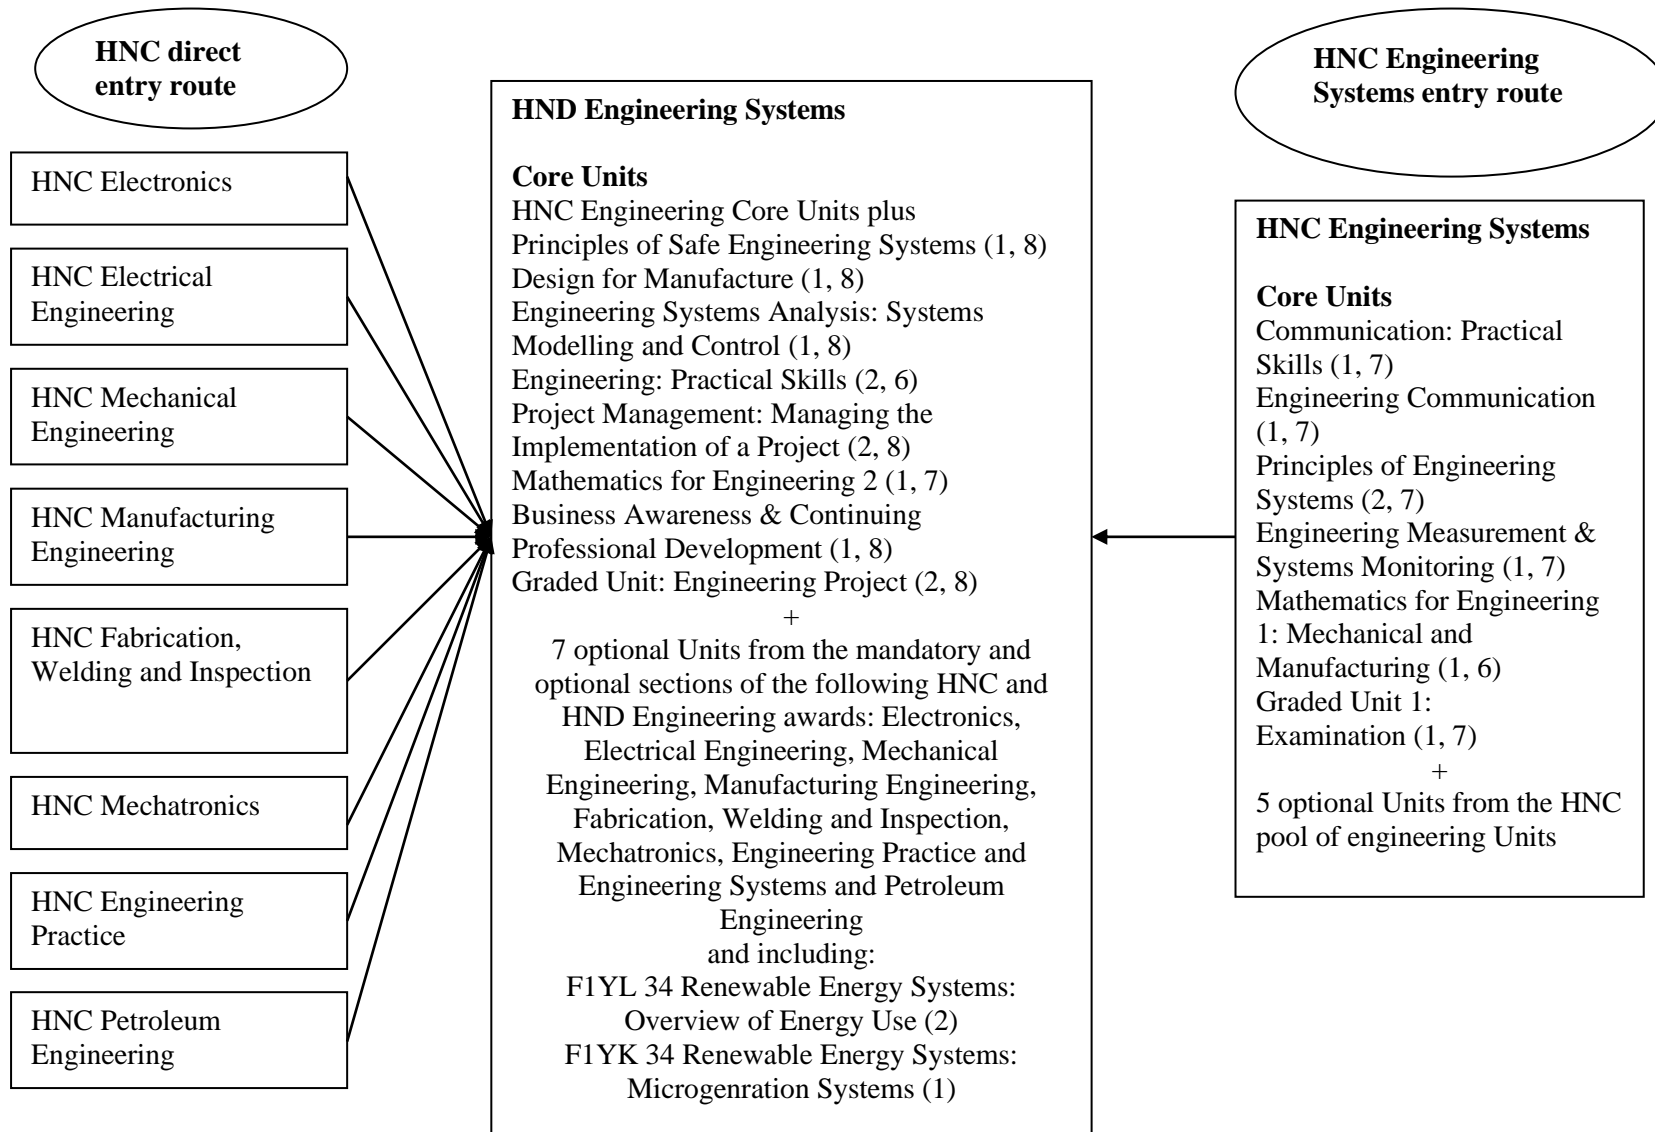 HNC direct
entry route
HNC Electronics
HNC Electrical
Engineering
HNC Mechanical
Engineering
HNC Manufacturing
Engineering
HNC Fabrication,
Welding and Inspection
HNC Mechatronics
HNC Engineering
Practice
HNC Petroleum
Engineering
HND Engineering Systems
Core Units
HNC Engineering Core Units plus
Principles of Safe Engineering Systems (1, 8)
Design for Manufacture (1, 8)
Engineering Systems Analysis: Systems
Modelling and Control (1, 8)
Engineering: Practical Skills (2, 6)
Project Management: Managing the
Implementation of a Project (2, 8)
Mathematics for Engineering 2 (1, 7)
Business Awareness & Continuing
Professional Development (1, 8)
Graded Unit: Engineering Project (2, 8)
+
7 optional Units from the mandatory and
optional sections of the following HNC and
HND Engineering awards: Electronics,
Electrical Engineering, Mechanical
Engineering, Manufacturing Engineering,
Fabrication, Welding and Inspection,
Mechatronics, Engineering Practice and
Engineering Systems and Petroleum
Engineering
and including:
F1YL 34 Renewable Energy Systems:
Overview of Energy Use (2)
F1YK 34 Renewable Energy Systems:
Microgenration Systems (1)
HNC Engineering
Systems entry route
HNC Engineering Systems
Core Units
Communication: Practical
Skills (1, 7)
Engineering Communication
(1, 7)
Principles of Engineering
Systems (2, 7)
Engineering Measurement &
Systems Monitoring (1, 7)
Mathematics for Engineering
1: Mechanical and
Manufacturing (1, 6)
Graded Unit 1:
Examination (1, 7)
+
5 optional Units from the HNC
pool of engineering Units